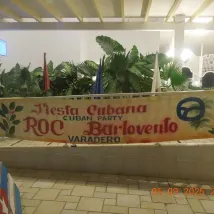 Fiesta Cubana
CUBAN PARTY
ROC Barlovento
VARADERO